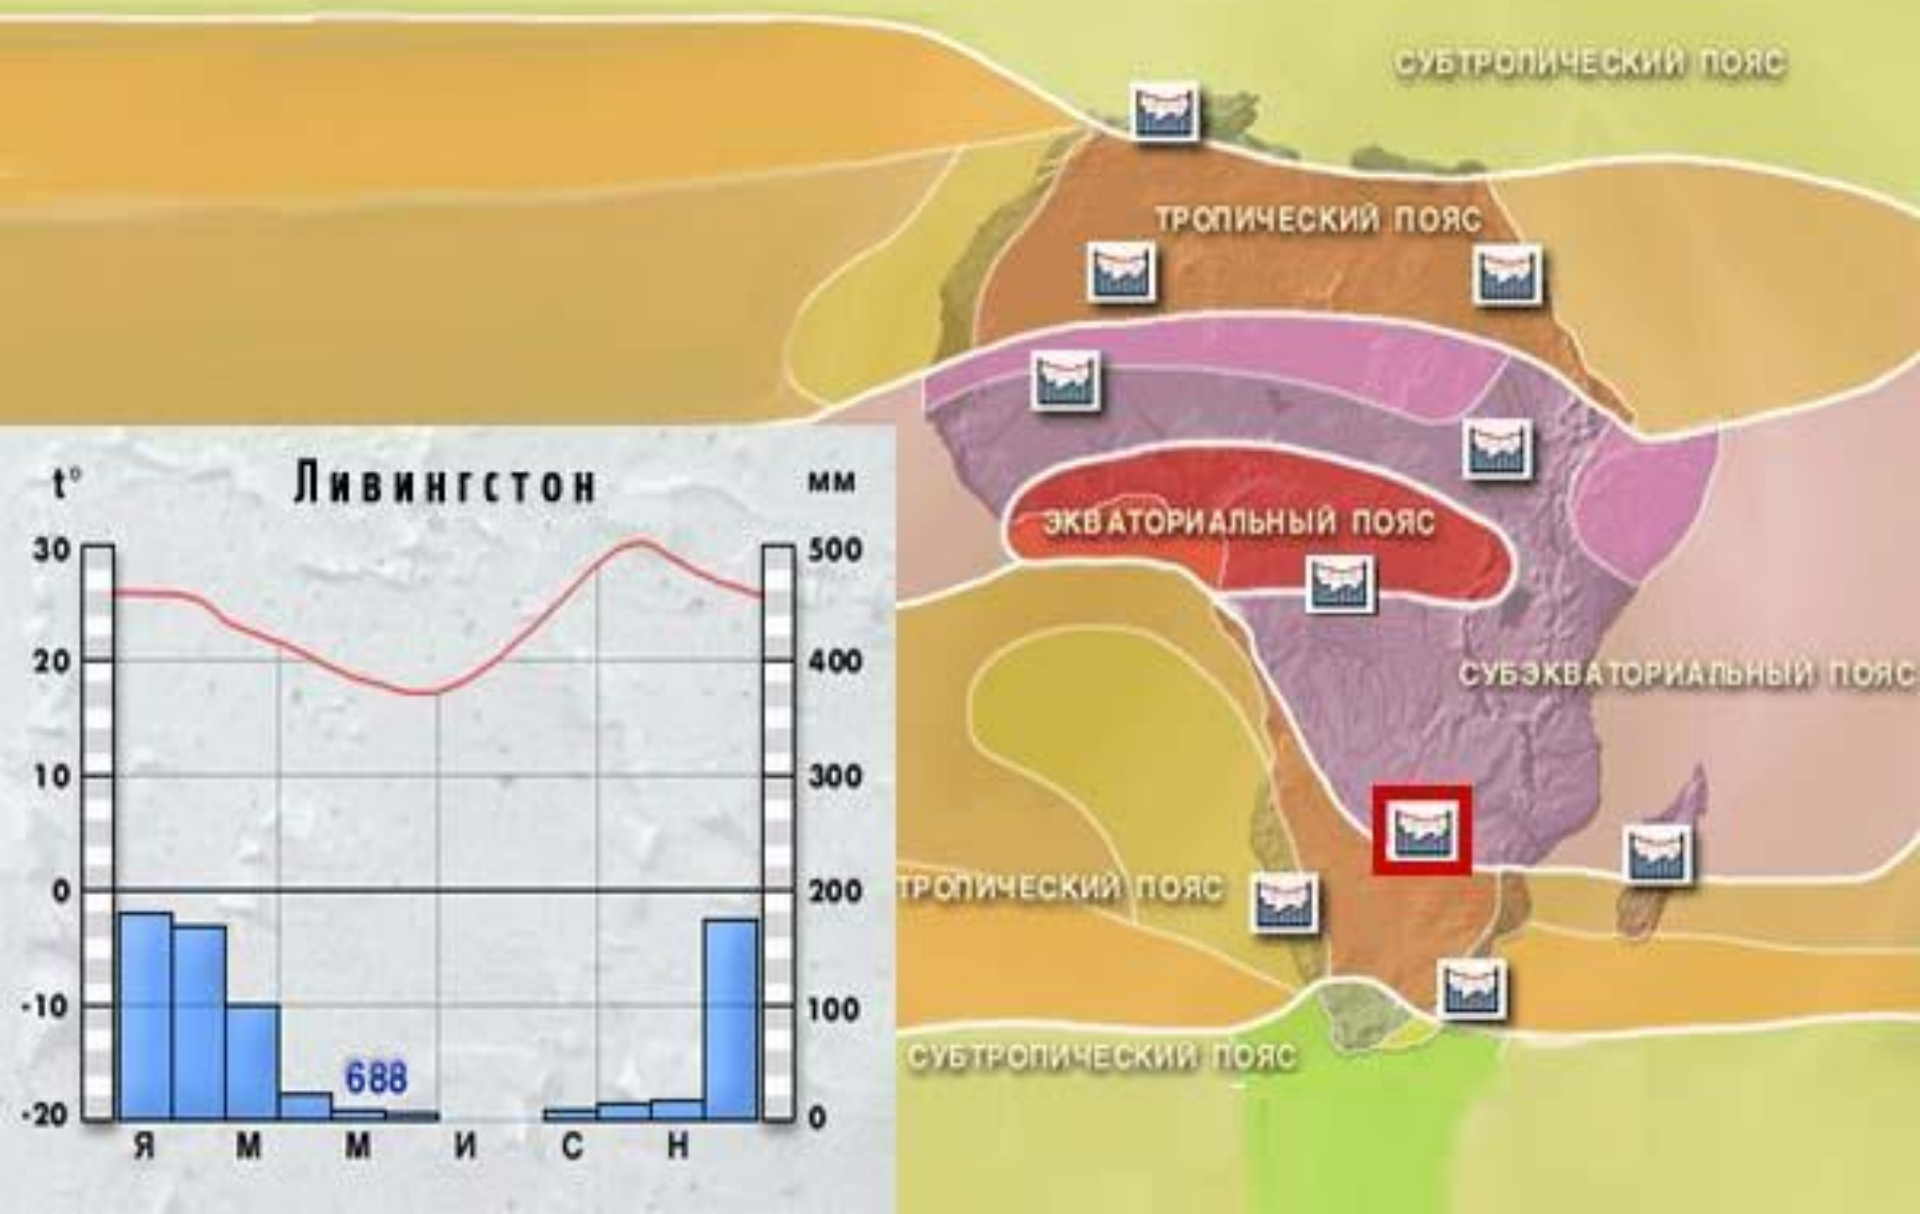 СУБТРОПИЧЕСКИЙ ПОЯС
ТРОПИЧЕСКИЙ ПОЯС
ЭКВАТОРИАЛЬНЫЙ ПОЯС
СУБЭКВАТОРИАЛЬНЫЙ ПОЯС
ТРОПИЧЕСКИЙ ПОЯС
СУБТРОПИЧЕСКИЙ ПОЯС
t° Ливингстон мм
30 500
20 400
10 300
0 200
-10 100
688
-20 0
Я М М И С Н